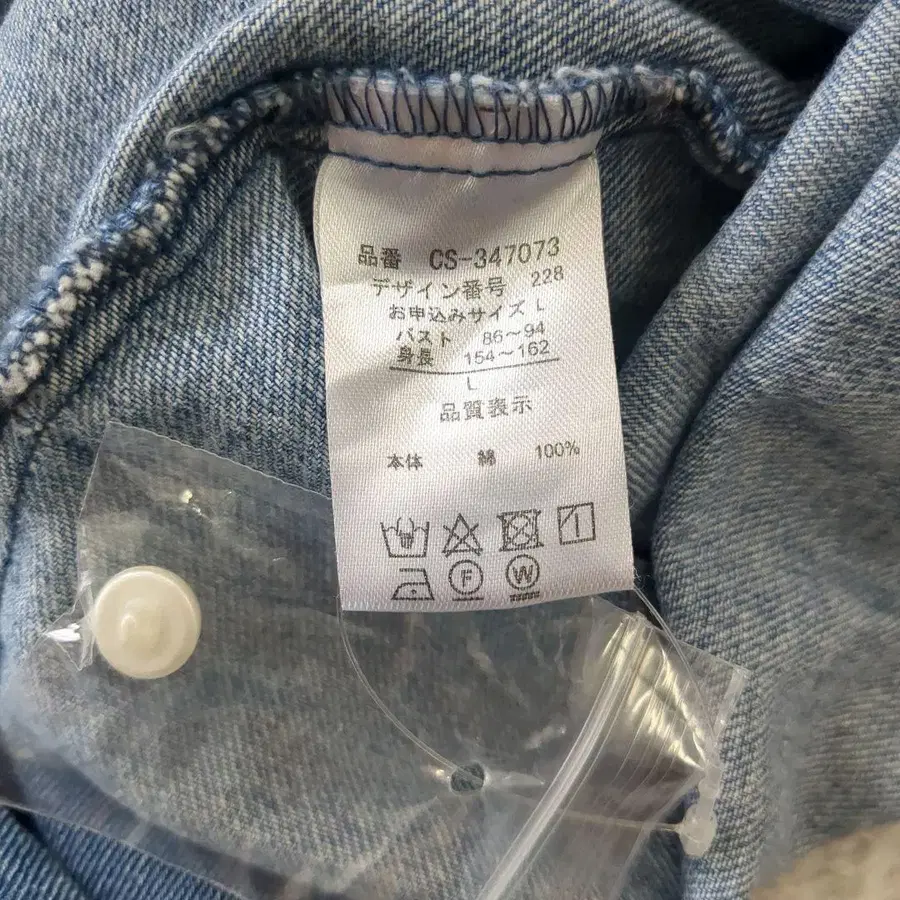 品番 CS-347073
デザイン番号 228
お申込みサイズ L
バスト 86～94
身長 154～162
L
品質表示
本体 綿 100%
F W